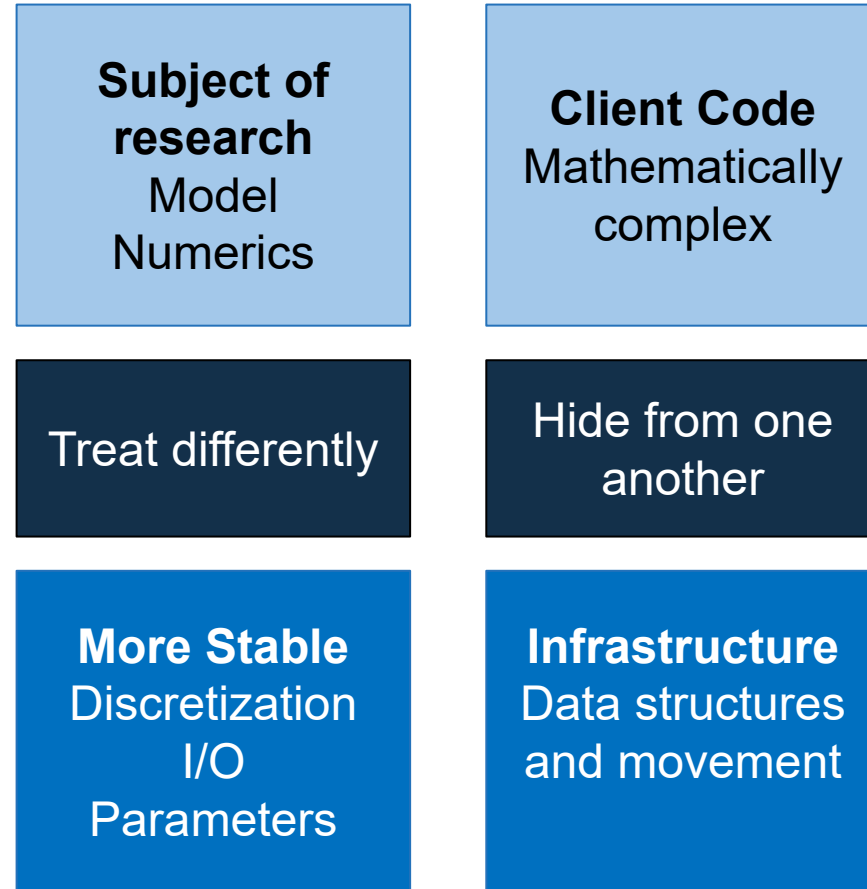 Subject of
research
Model
Numerics
Client Code
Mathematically
complex
Treat differently
Hide from one
another
More Stable
Discretization
I/O
Parameters
Infrastructure
Data structures
and movement